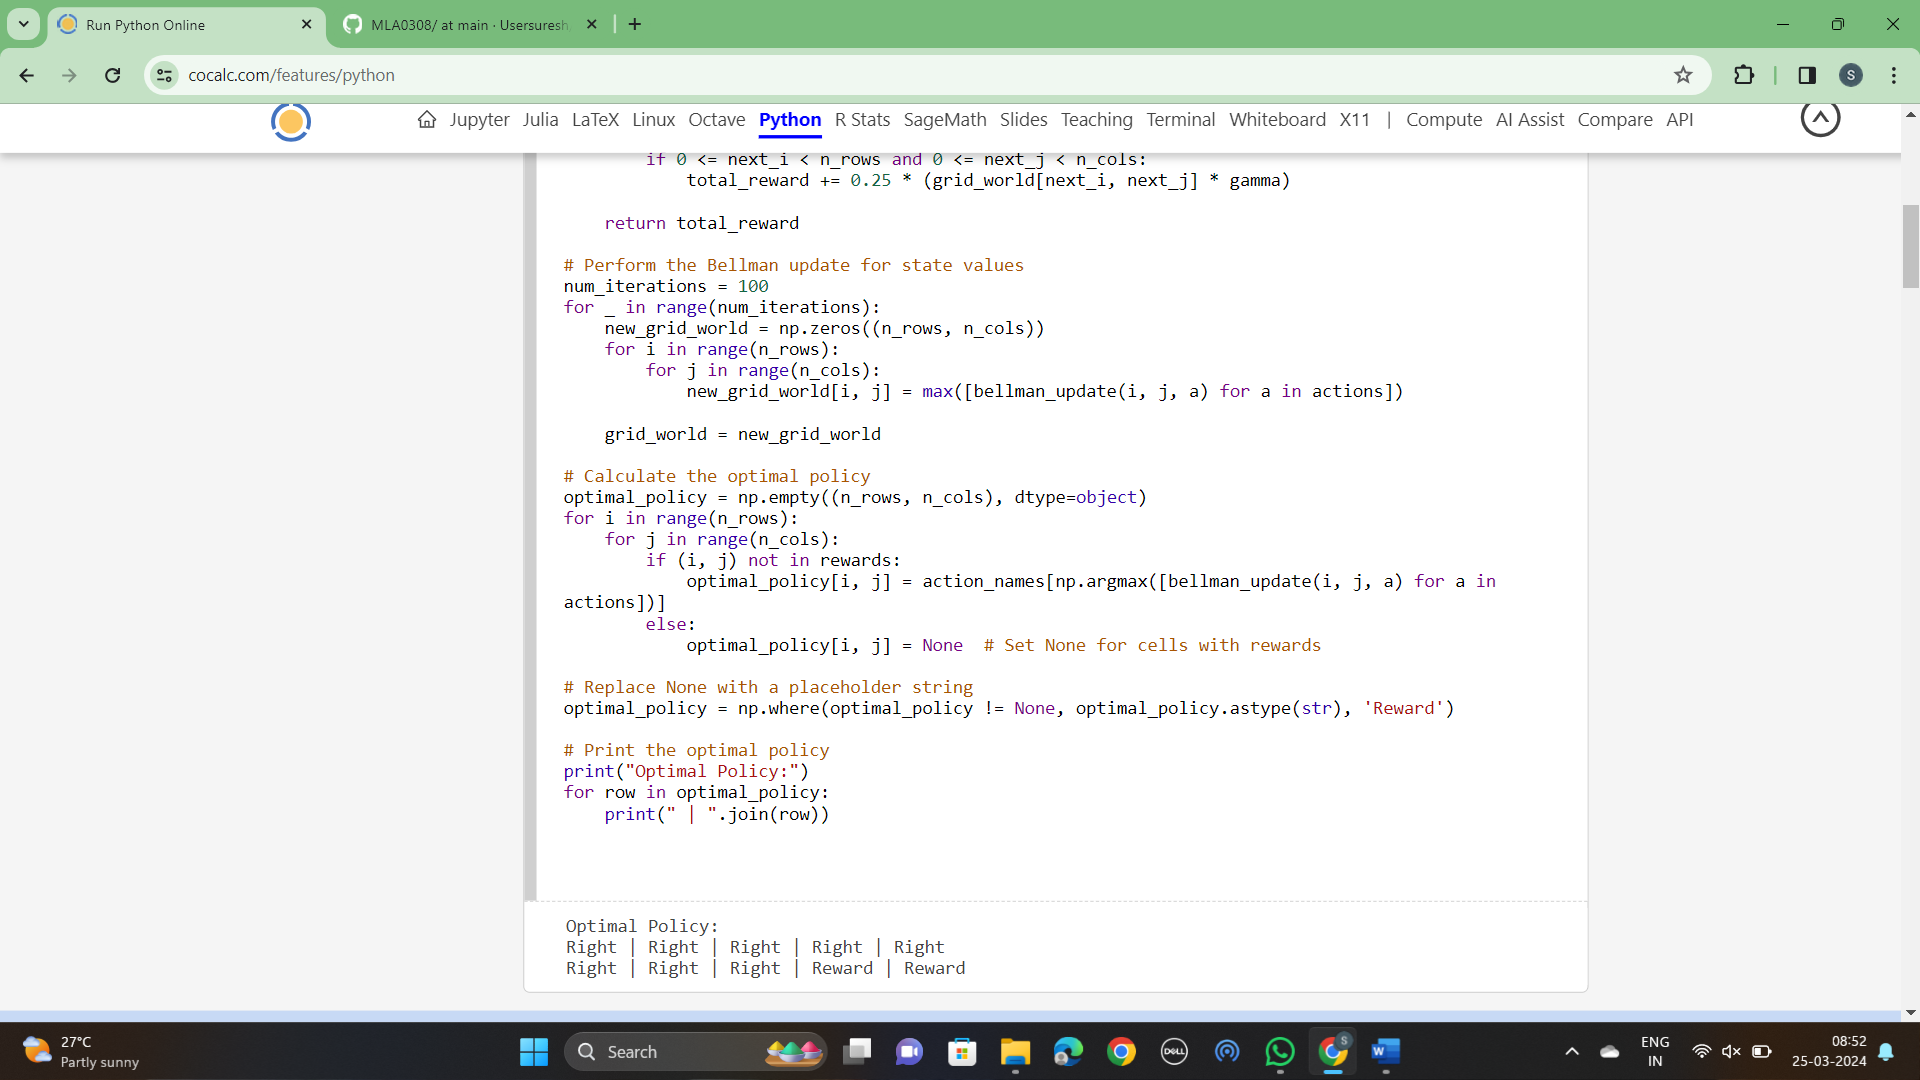 Run Python Online
MLA0308/ at main · Usersuresh
cocalc.com/features/python
S
Jupyter Julia LaTeX Linux Octave Python R Stats SageMath Slides Teaching Terminal Whiteboard X11 | Compute AI Assist Compare API
        if 0 <= next_i < n_rows and 0 <= next_j < n_cols:
            total_reward += 0.25 * (grid_world[next_i, next_j] * gamma)
    return total_reward
# Perform the Bellman update for state values
num_iterations = 100
for _ in range(num_iterations):
    new_grid_world = np.zeros((n_rows, n_cols))
    for i in range(n_rows):
        for j in range(n_cols):
            new_grid_world[i, j] = max([bellman_update(i, j, a) for a in actions])
    grid_world = new_grid_world
# Calculate the optimal policy
optimal_policy = np.empty((n_rows, n_cols), dtype=object)
for i in range(n_rows):
    for j in range(n_cols):
        if (i, j) not in rewards:
            optimal_policy[i, j] = action_names[np.argmax([bellman_update(i, j, a) for a in
actions])]
        else:
            optimal_policy[i, j] = None  # Set None for cells with rewards
# Replace None with a placeholder string
optimal_policy = np.where(optimal_policy != None, optimal_policy.astype(str), 'Reward')
# Print the optimal policy
print("Optimal Policy:")
for row in optimal_policy:
    print(" | ".join(row))
Optimal Policy:
Right | Right | Right | Right | Right
Right | Right | Right | Reward | Reward
27°C
Partly sunny
Search
DELL
S
W
ENG
IN
08:52
25-03-2024